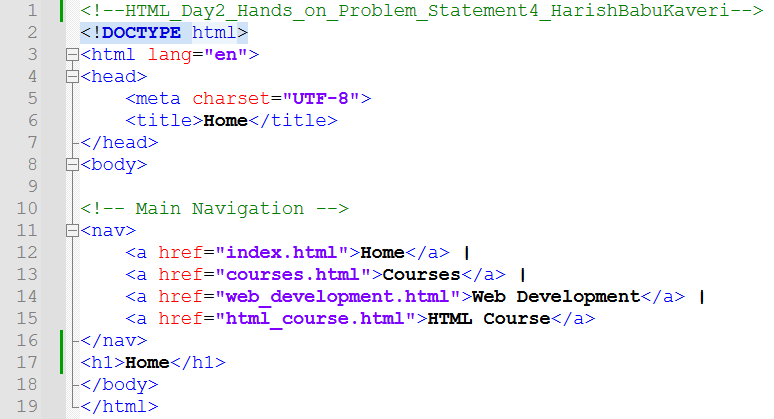 1 <!--HTML_Day2_Hands_on_Problem_Statement4_HarishBabuKaveri-->
2 <!DOCTYPE html>
3 <html lang="en">
4 <head>
5 <meta charset="UTF-8">
6 <title>Home</title>
7 </head>
8 <body>
9
10 <!-- Main Navigation -->
11 <nav>
12 <a href="index.html">Home</a> |
13 <a href="courses.html">Courses</a> |
14 <a href="web_development.html">Web Development</a> |
15 <a href="html_course.html">HTML Course</a>
16 </nav>
17 <h1>Home</h1>
18 </body>
19 </html>